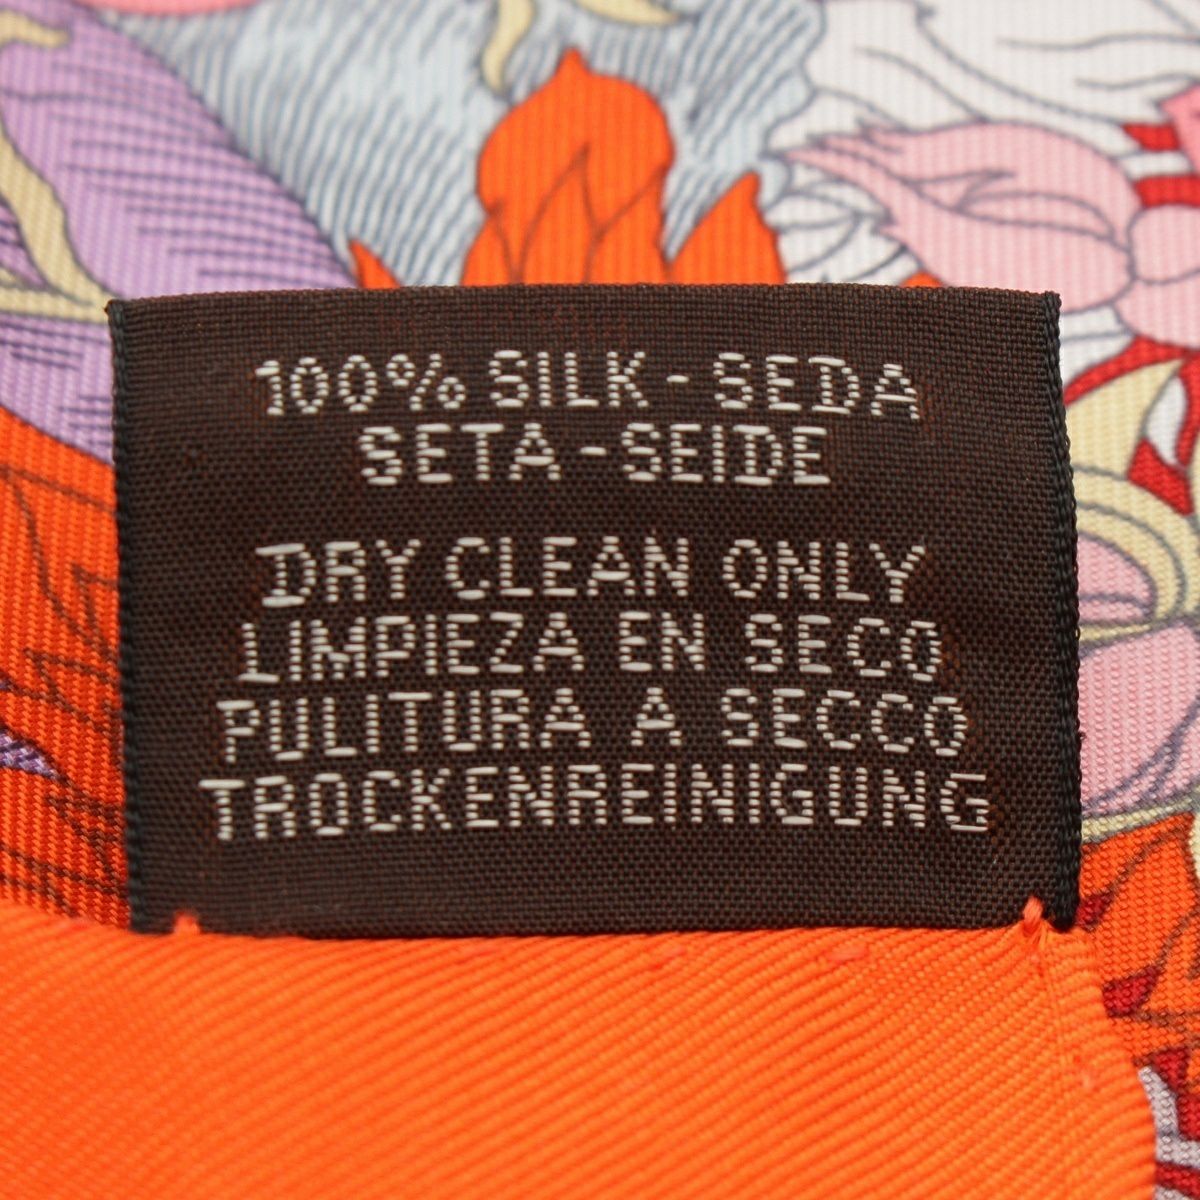 100% SILK - SEDA
SETA - SEIDE
DRY CLEAN ONLY
LIMPIEZA EN SECO
PULITURA A SECCO
TROCKENREINIGUNG